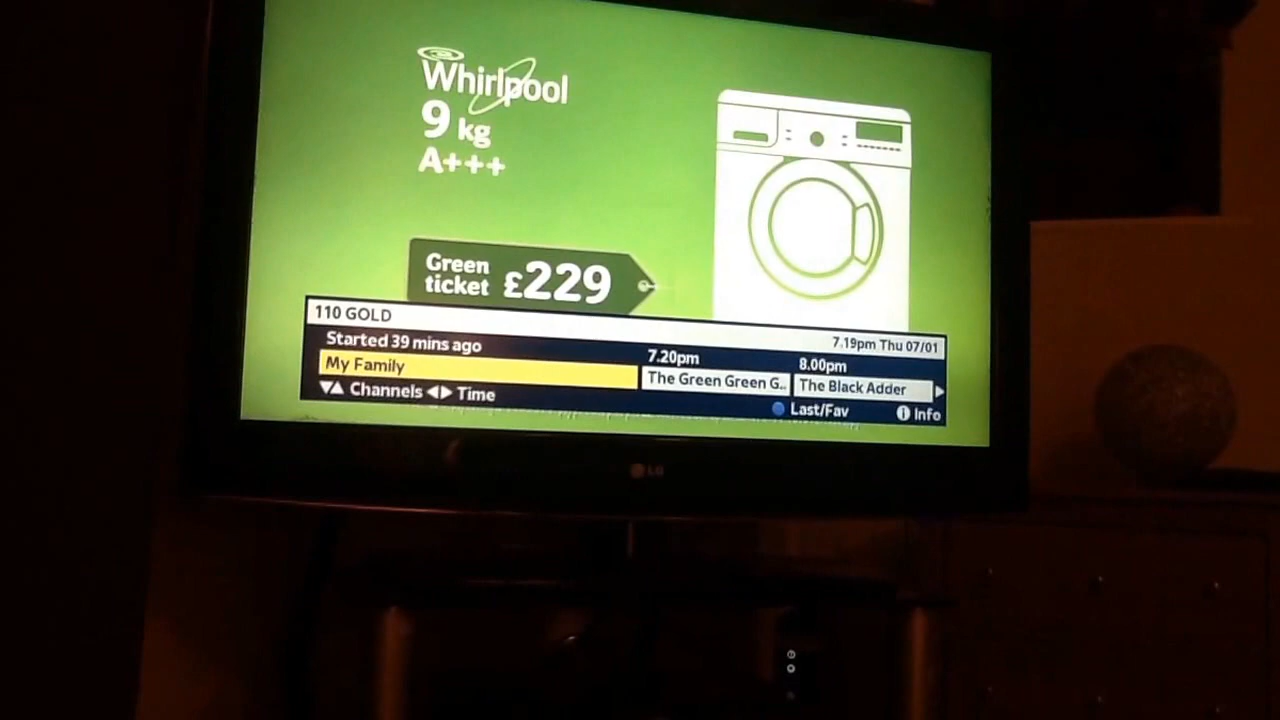 Whirlpool
9 kg
A+++
Green
ticket £229
110 GOLD
7.19pm Thu 07/01
Started 39 mins ago
7.20pm
8.00pm
My Family
The Green Green G..
The Black Adder
Channels Time
Last/Fav
i Info
LG